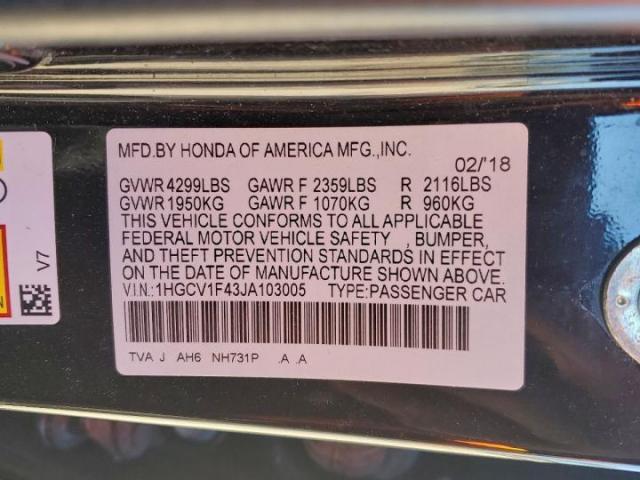 MFD.BY HONDA OF AMERICA MFG.,INC.
02/'18
GVWR 4299LBS GAWR F 2359LBS R 2116LBS
GVWR 1950KG GAWR F 1070KG R 960KG
THIS VEHICLE CONFORMS TO ALL APPLICABLE
FEDERAL MOTOR VEHICLE SAFETY , BUMPER,
AND THEFT PREVENTION STANDARDS IN EFFECT
ON THE DATE OF MANUFACTURE SHOWN ABOVE.
V.I.N.:1HGCV1F43JA103005 TYPE:PASSENGER CAR
TVA J AH6 NH731P .A .A
V7